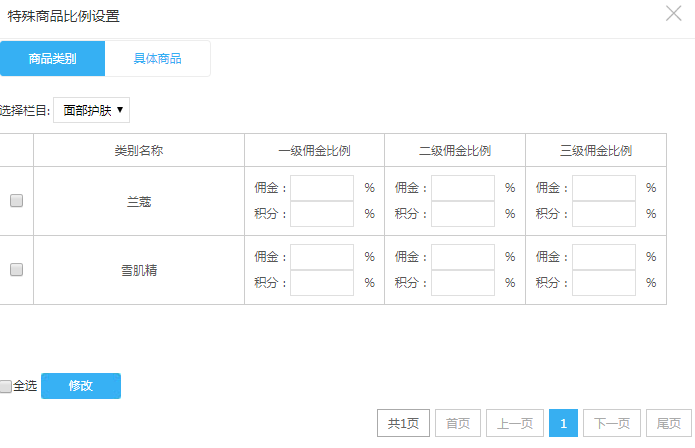 特殊商品比例设置
商品类别 具体商品
选择栏目: 面部护肤
类别名称 一级佣金比例 二级佣金比例 三级佣金比例
兰蔻 佣金： % 佣金： % 佣金： %
积分： % 积分： % 积分： %
雪肌精 佣金： % 佣金： % 佣金： %
积分： % 积分： % 积分： %
全选 修改
共1页 首页 上一页 1 下一页 尾页